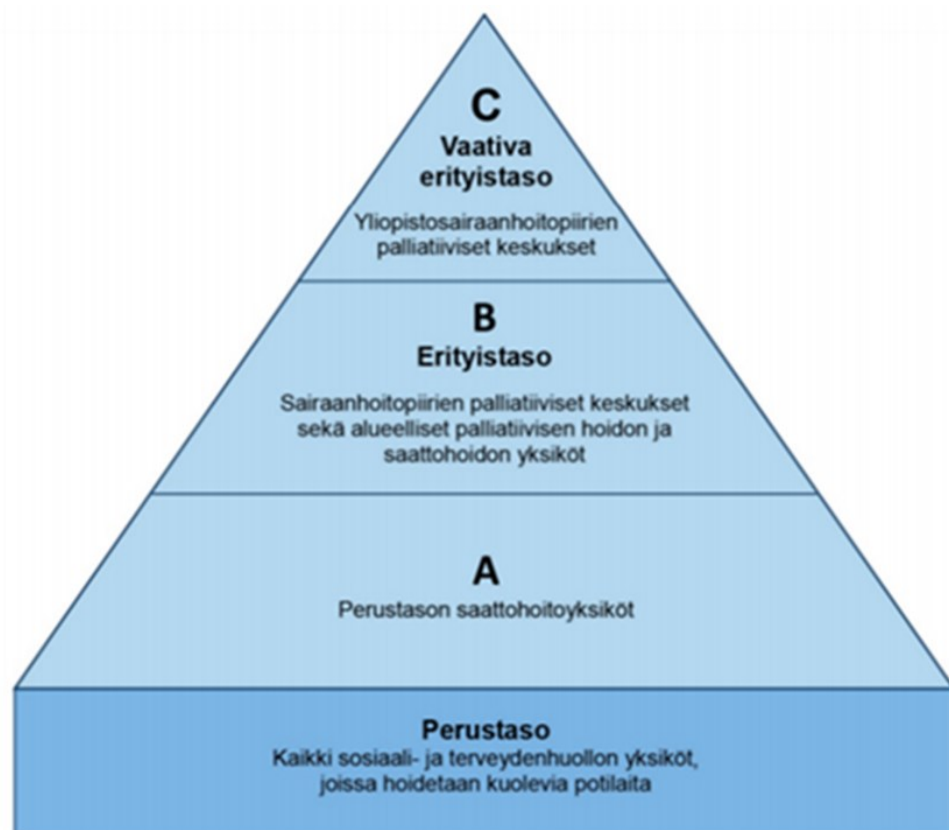 C
Vaativa
erityistaso
Yliopistosairaanhoitopiirien
palliatiiviset keskukset
B
Erityistaso
Sairaanhoitopiirien palliatiiviset keskukset
sekä alueelliset palliatiivisen hoidon ja
saattohoidon yksiköt
A
Perustason saattohoitoyksiköt
Perustaso
Kaikki sosiaali- ja terveydenhuollon yksiköt,
joissa hoidetaan kuolevia potilaita